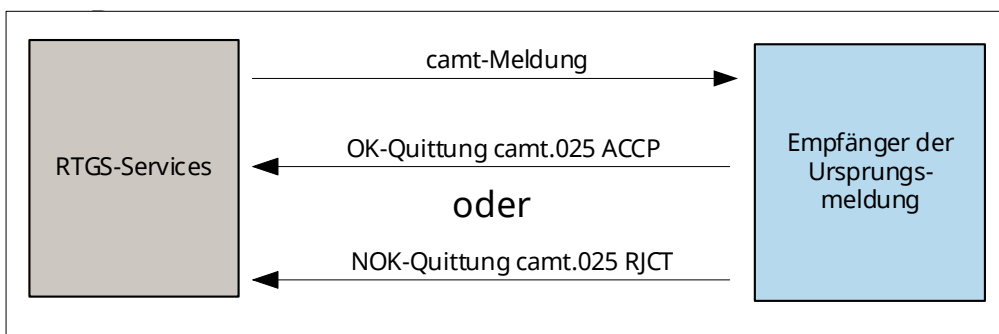 camt-Meldung
RTGS-Services
OK-Quittung camt.025 ACCP
oder
NOK-Quittung camt.025 RJCT
Empfänger der
Ursprungs-
meldung